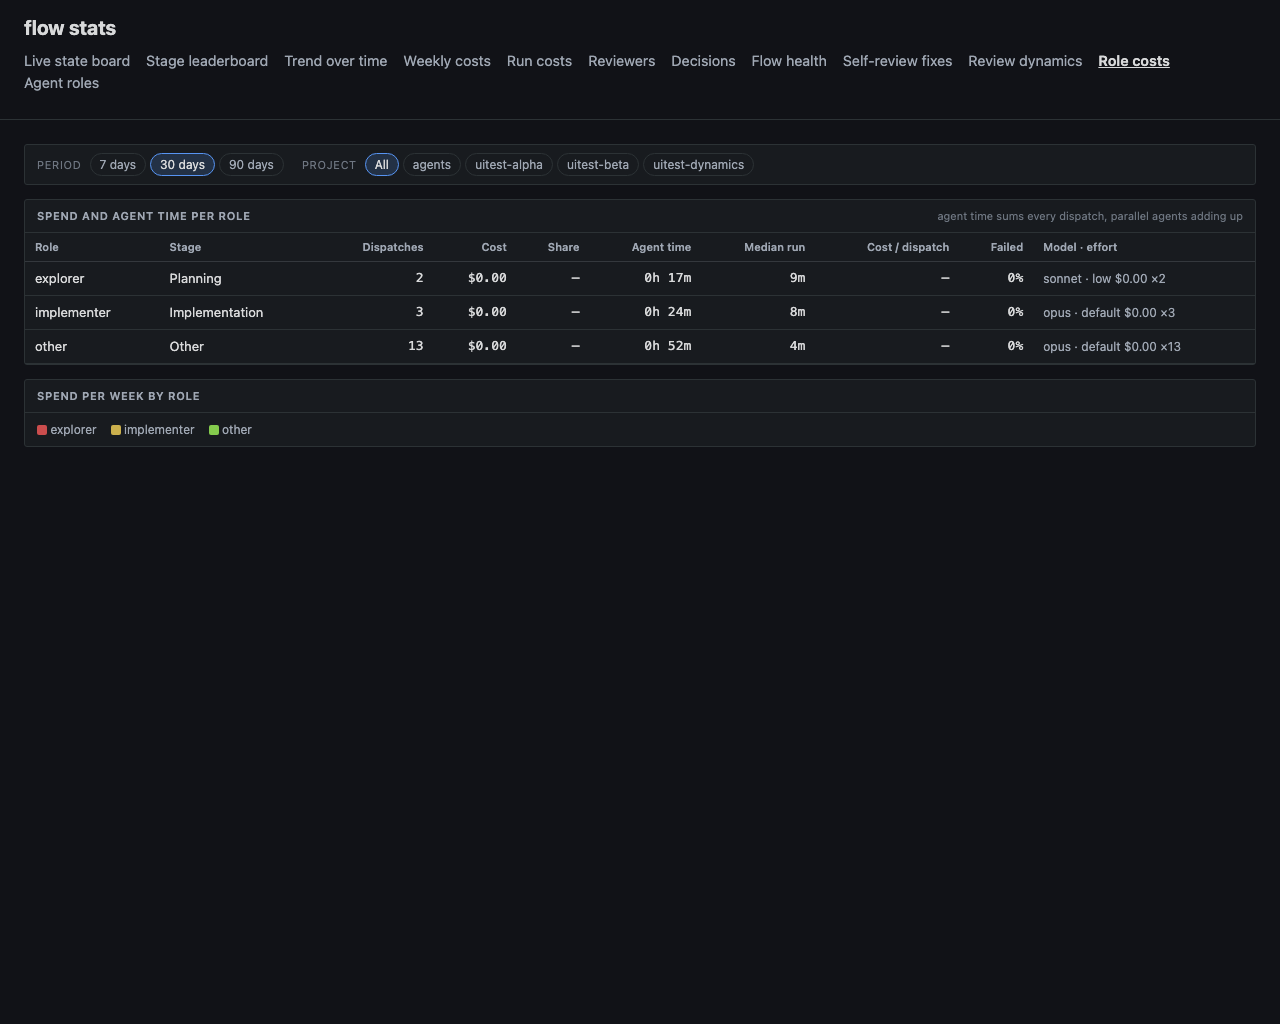 flow stats
Live state board Stage leaderboard Trend over time Weekly costs Run costs Reviewers Decisions Flow health Self-review fixes Review dynamics Role costs
Agent roles
PERIOD 7 days 30 days 90 days PROJECT All agents uitest-alpha uitest-beta uitest-dynamics
SPEND AND AGENT TIME PER ROLE agent time sums every dispatch, parallel agents adding up
Role Stage Dispatches Cost Share Agent time Median run Cost / dispatch Failed Model · effort
explorer Planning 2 $0.00 — 0h 17m 9m — 0% sonnet · low $0.00 ×2
implementer Implementation 3 $0.00 — 0h 24m 8m — 0% opus · default $0.00 ×3
other Other 13 $0.00 — 0h 52m 4m — 0% opus · default $0.00 ×13
SPEND PER WEEK BY ROLE
explorer implementer other